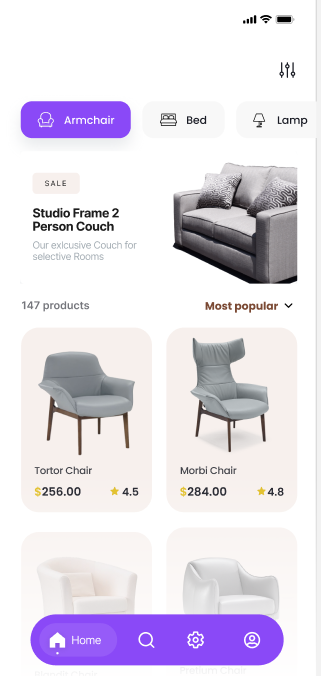 Armchair
Bed
Lamp
SALE
Studio Frame 2
Person Couch
Our exlcusive Couch for
selective Rooms
147 products
Most popular
Tortor Chair
$256.00
4.5
Morbi Chair
$284.00
4.8
Home